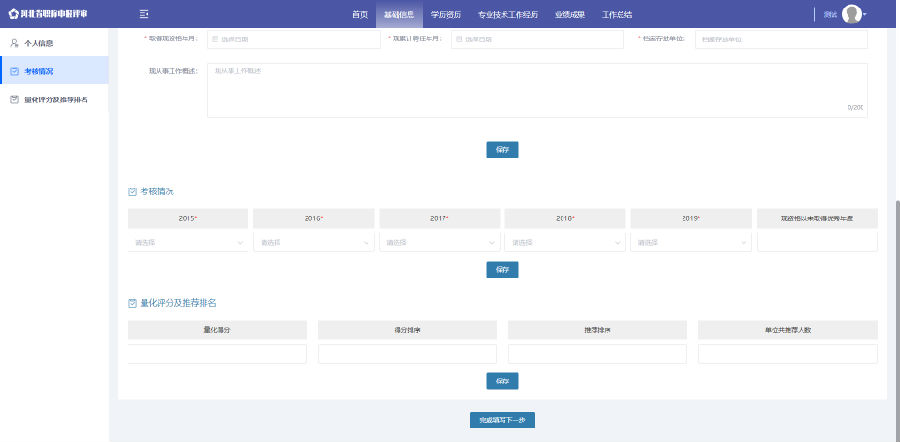 河北省职称申报评审
首页 基础信息 学历资历 专业技术工作经历 业绩成果 工作总结 测试
个人信息
考核情况
量化评分及推荐排名
* 取得现资格年月： 选择日期 * 现累计聘任年月： 选择日期 * 档案存放单位： 档案存放单位
现从事工作概述： 现从事工作概述
0/200
保存
考核情况
2015* 2016* 2017* 2018* 2019* 现资格以来取得优秀年度
请选择 请选择 请选择 请选择 请选择
保存
量化评分及推荐排名
量化得分 得分排序 推荐排序 单位共推荐人数
保存
完成填写下一步